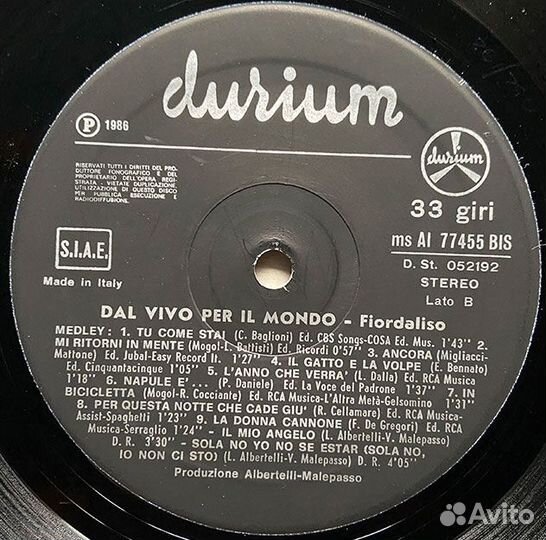 durium
P 1986
RISERVATI TUTTI I DIRITTI DEL PRO-
DUTTORE FONOGRAFICO E DEL
PROPRIETARIO DELL'OPERA REGI-
STRATA - VIETATE DUPLICAZIONE,
UTILIZZAZIONE DI QUESTO DISCO
PER PUBBLICA ESECUZIONE E
RADIODIFFUSIONE.
durium
33 giri
ms AI 77455 BIS
S.I.A.E.
D. St. 052192
STEREO
Made in Italy
Lato B
DAL VIVO PER IL MONDO - Fiordaliso
MEDLEY: 1. TU COME STAI (C. Baglioni) Ed. CBS Songs-COSA Ed. Mus. 1'43" - 2.
MI RITORNI IN MENTE (Mogol-L. Battisti) Ed. Ricordi 0'57" - 3. ANCORA (Migliacci-
Mattone) Ed. Jubal-Easy Record It. 1'27" - 4. IL GATTO E LA VOLPE (E. Bennato)
Ed. Cinquantacinque 1'05" - 5. L'ANNO CHE VERRA' (L. Dalla) Ed. RCA Musica
1'18" - 6. NAPULE E'... (P. Daniele) Ed. La Voce del Padrone 1'37" - 7. IN
BICICLETTA (Mogol-R. Cocciante) Ed. RCA Musica-L'Altra Metà-Gelsomino 1'31"
- 8. PER QUESTA NOTTE CHE CADE GIU' (R. Cellamare) Ed. RCA Musica-
Assist-Spaghetti 1'23" - 9. LA DONNA CANNONE (F. De Gregori) Ed. RCA
Musica-Serraglio 1'24" - IL MIO ANGELO (L. Albertelli-V. Malepasso)
D. R. 3'30" - SOLA NO YO NO SE ESTAR (SOLA NO,
IO NON CI STO) (L. Albertelli-V. Malepasso) D. R. 4'05"
Produzione Albertelli-Malepasso
Avito